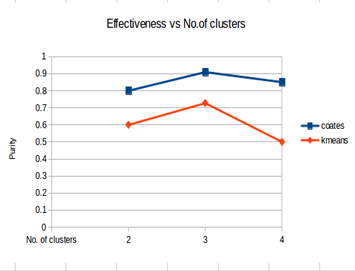 Effectiveness vs No.of clusters
1
0.9
0.8
0.7
0.6
0.5
0.4
0.3
0.2
0.1
0
Purity
No. of clusters 2 3 4
coates
kmeans